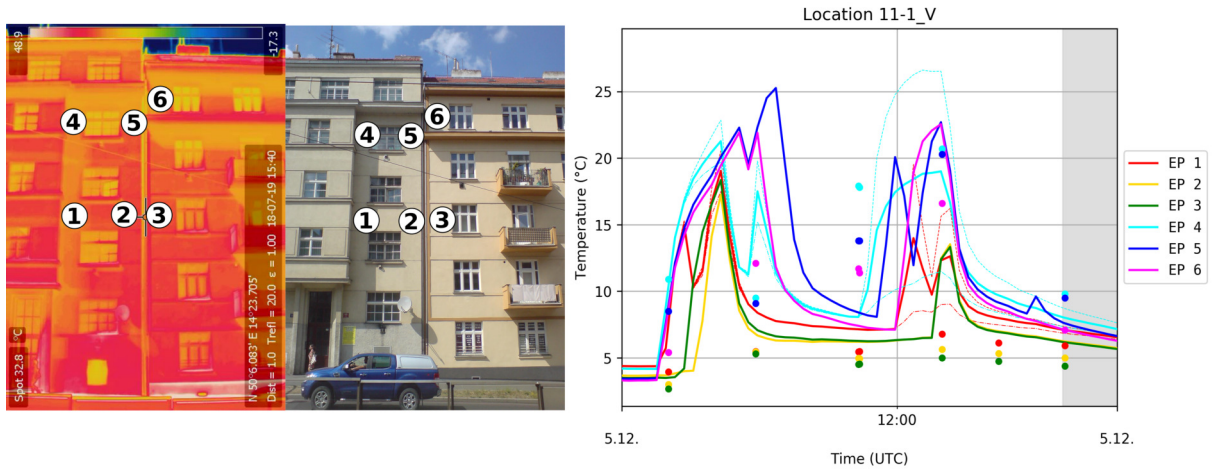 48.9
-17.3
6
4
5
1
2
3
°C
Spot 32.8
N 50°6.083' E 14°23.705'
Dist = 1.0 Trefl = 20.0 ε = 1.00 18-07-19 15:40
6
4
5
1
2
3
Location 11-1_V
Temperature (°C)
25
20
15
10
5
12:00
5.12.
5.12.
Time (UTC)
EP 1
EP 2
EP 3
EP 4
EP 5
EP 6